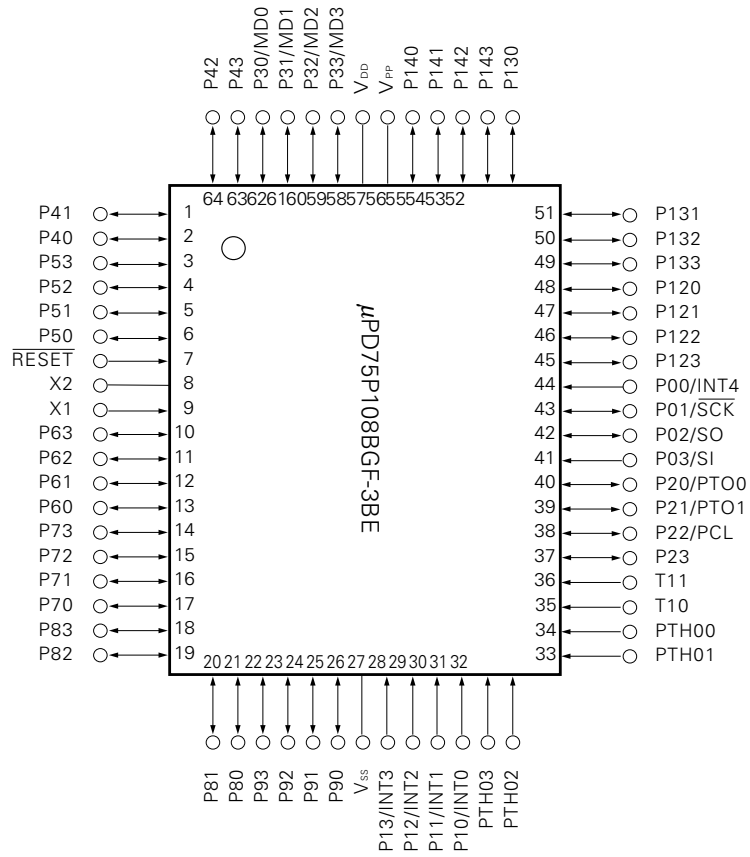 P42
P43
P30/MD0
P31/MD1
P32/MD2
P33/MD3
VDD
VPP
P140
P141
P142
P143
P130
64 63 62 61 60 59 58 57 56 55 54 53 52
P41 1
P40 2
P53 3
P52 4
P51 5
P50 6
RESET 7
X2 8
X1 9
P63 10
P62 11
P61 12
P60 13
P73 14
P72 15
P71 16
P70 17
P83 18
P82 19
µPD75P108BGF-3BE
51 P131
50 P132
49 P133
48 P120
47 P121
46 P122
45 P123
44 P00/INT4
43 P01/SCK
42 P02/SO
41 P03/SI
40 P20/PTO0
39 P21/PTO1
38 P22/PCL
37 P23
36 T11
35 T10
34 PTH00
33 PTH01
20 21 22 23 24 25 26 27 28 29 30 31 32
P81
P80
P93
P92
P91
P90
VSS
P13/INT3
P12/INT2
P11/INT1
P10/INT0
PTH03
PTH02